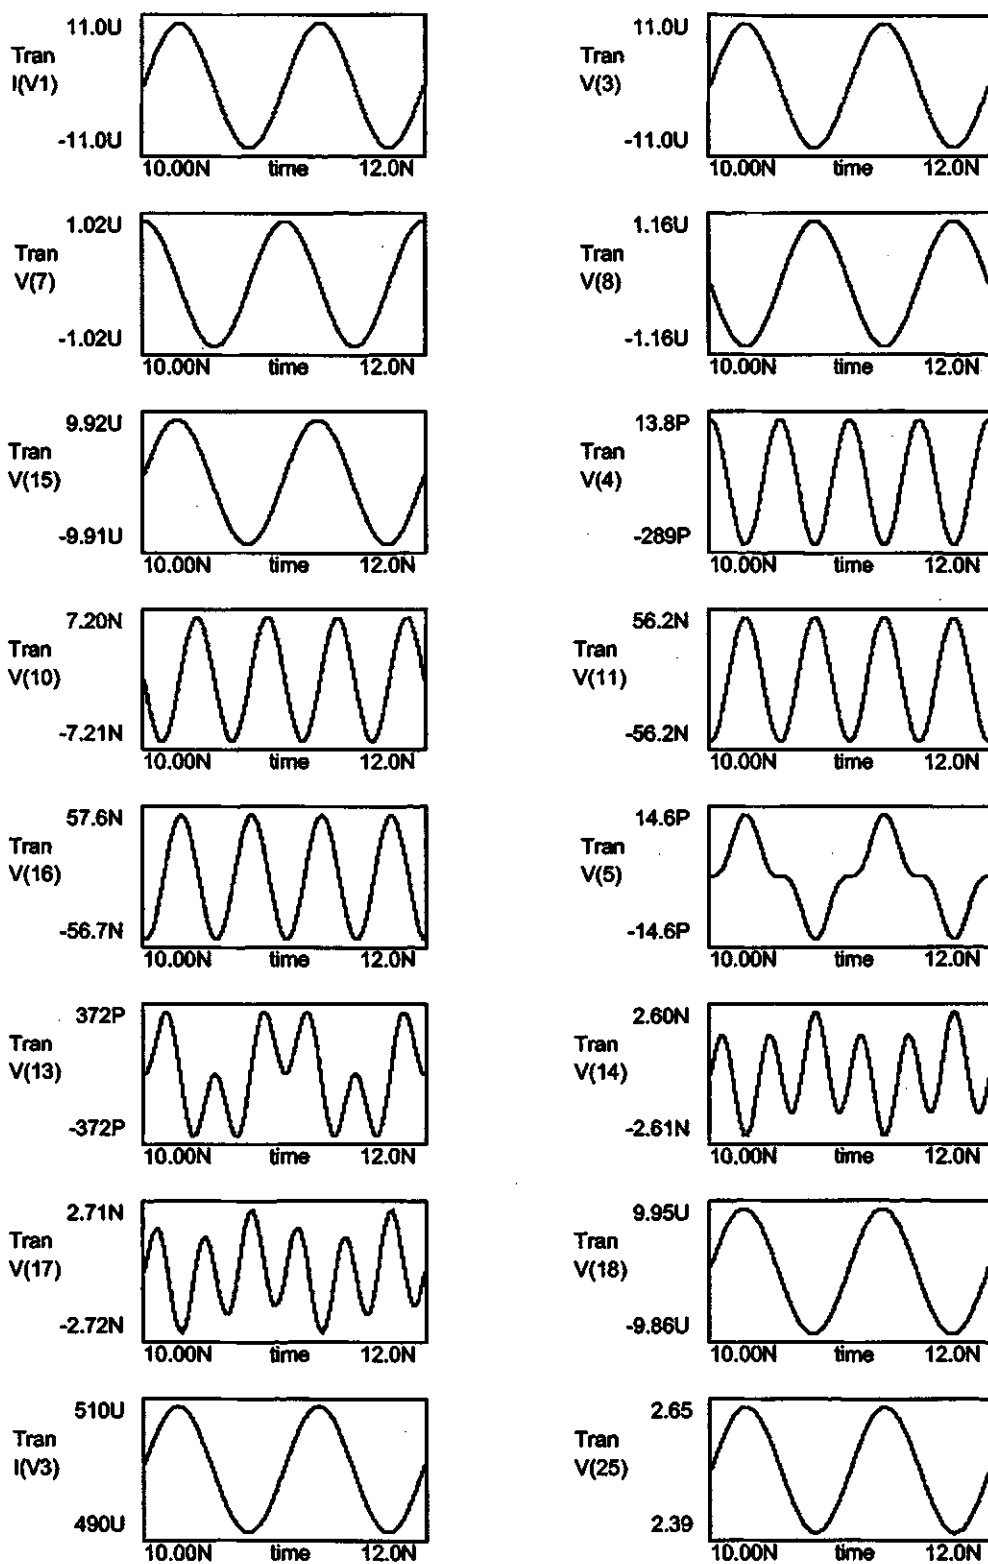 11.0U
Tran
I(V1)
-11.0U
10.00N time 12.0N
11.0U
Tran
V(3)
-11.0U
10.00N time 12.0N
1.02U
Tran
V(7)
-1.02U
10.00N time 12.0N
1.16U
Tran
V(8)
-1.16U
10.00N time 12.0N
9.92U
Tran
V(15)
-9.91U
10.00N time 12.0N
13.8P
Tran
V(4)
-289P
10.00N time 12.0N
7.20N
Tran
V(10)
-7.21N
10.00N time 12.0N
56.2N
Tran
V(11)
-56.2N
10.00N time 12.0N
57.6N
Tran
V(16)
-56.7N
10.00N time 12.0N
14.6P
Tran
V(5)
-14.6P
10.00N time 12.0N
372P
Tran
V(13)
-372P
10.00N time 12.0N
2.60N
Tran
V(14)
-2.61N
10.00N time 12.0N
2.71N
Tran
V(17)
-2.72N
10.00N time 12.0N
9.95U
Tran
V(18)
-9.86U
10.00N time 12.0N
510U
Tran
I(V3)
490U
10.00N time 12.0N
2.65
Tran
V(25)
2.39
10.00N time 12.0N